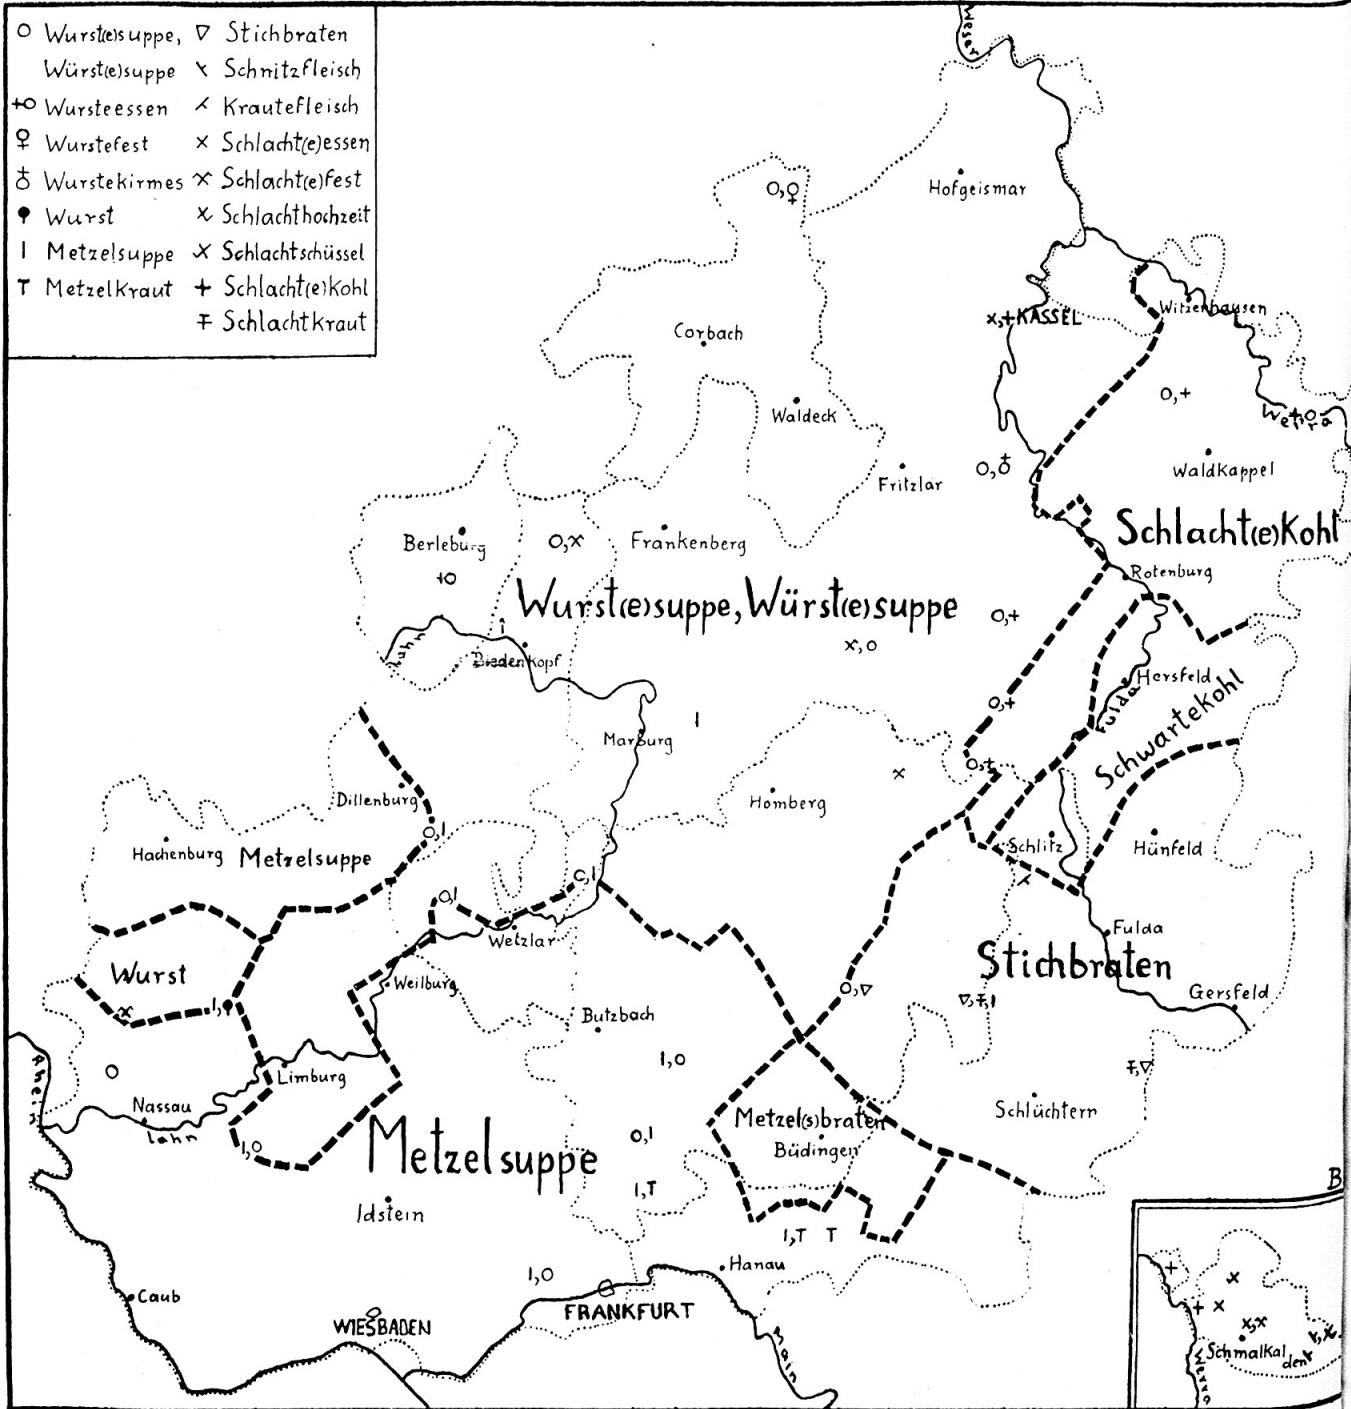 Wurst(e)suppe, Stichbraten
Würst(e)suppe Schnitzfleisch
Wursteessen Krautefleisch
Wurstefest Schlacht(e)essen
Wurstekirmes Schlacht(e)fest
Wurst Schlachthochzeit
Metzelsuppe Schlachtschüssel
Metzelkraut Schlacht(e)kohl
Schlachtkraut
Weser
Hofgeismar
Witzenhausen
KASSEL
Corbach
Waldeck
Werra
Waldkappel
Fritzlar
Schlacht(e)kohl
Berleburg
Frankenberg
Rotenburg
Wurst(e)suppe, Würst(e)suppe
Lahn
Biedenkopf
Hersfeld
Fulda
Schwartekohl
Marburg
Dillenburg
Homberg
Hachenburg Metzelsuppe
Schlitz
Hünfeld
Wetzlar
Fulda
Wurst
Stichbraten
Weilburg
Gersfeld
Butzbach
Rhein
Limburg
Nassau
Lahn
Schlüchtern
Metzel(s)braten
Büdingen
Metzelsuppe
Idstein
B
Hanau
Caub
FRANKFURT
WIESBADEN
Main
Schmalkalden
Werra